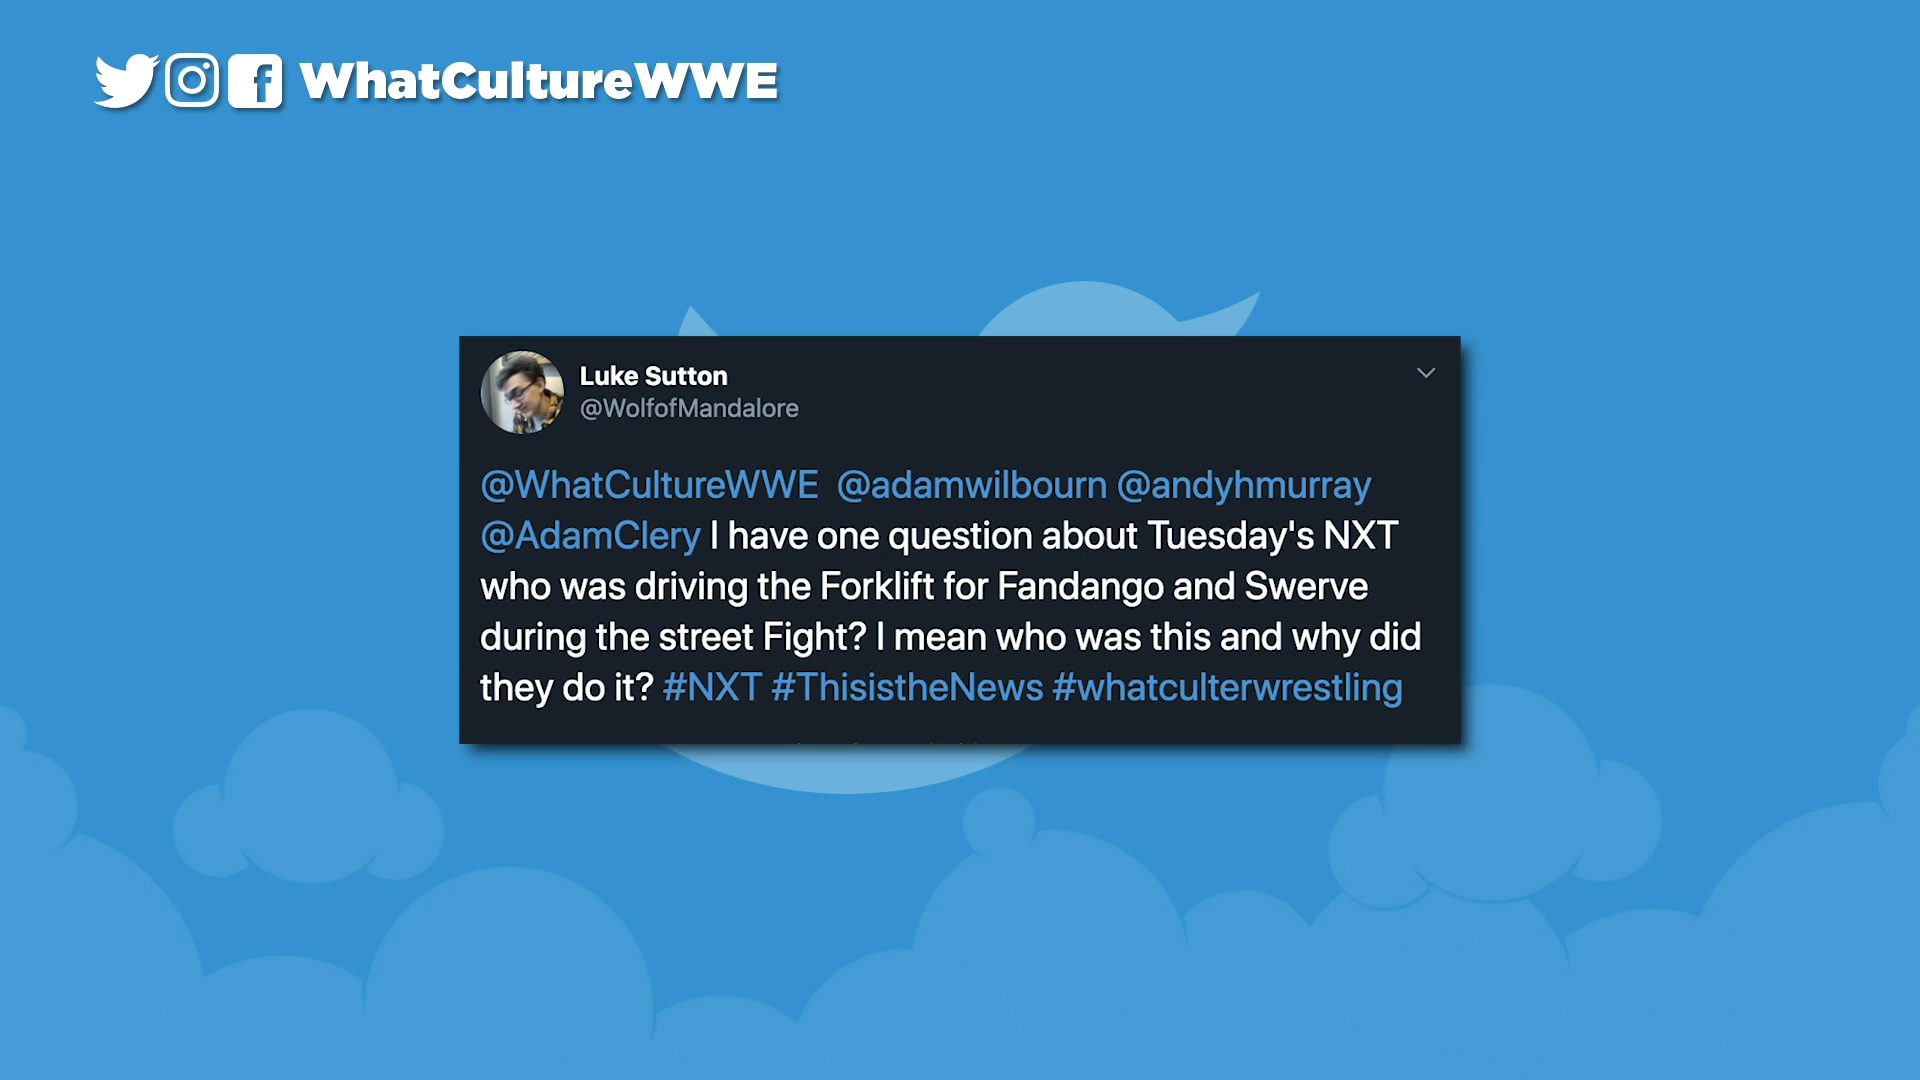 WhatCultureWWE
Luke Sutton
@WolfofMandalore
@WhatCultureWWE @adamwilbourn @andyhmurray
@AdamClery I have one question about Tuesday's NXT
who was driving the Forklift for Fandango and Swerve
during the street Fight? I mean who was this and why did
they do it? #NXT #ThisistheNews #whatculterwrestling